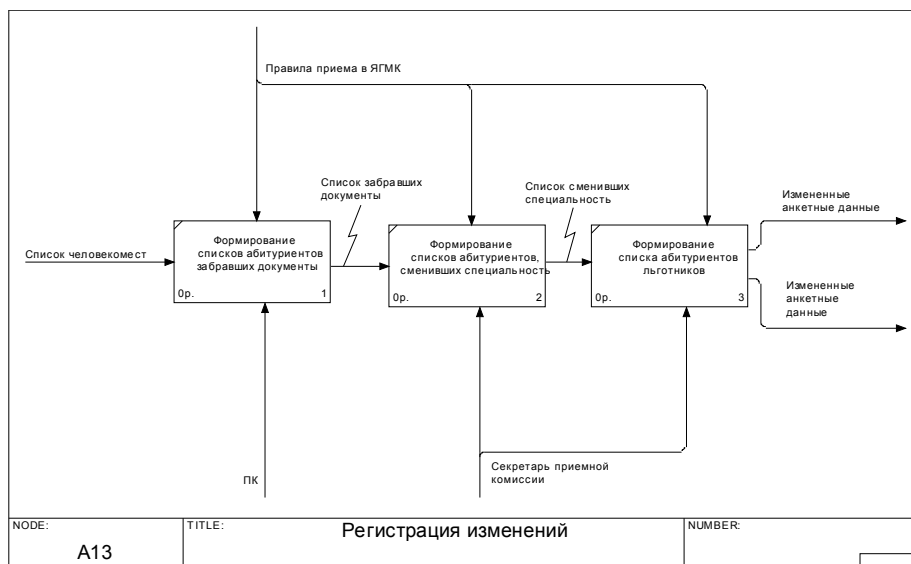 Правила приема в ЯГМК
Список забравших
документы
Список сменивших
специальность
Измененные
анкетные данные
Список человекомест
Формирование
списков абитуриентов
забравших документы
0р.
1
Формирование
списков абитуриентов,
сменивших специальность
0р.
2
Формирование
списка абитуриентов
льготников
0р.
3
Измененные
анкетные
данные
ПК
Секретарь приемной
комиссии
NODE:
A13
TITLE:
Регистрация изменений
NUMBER: